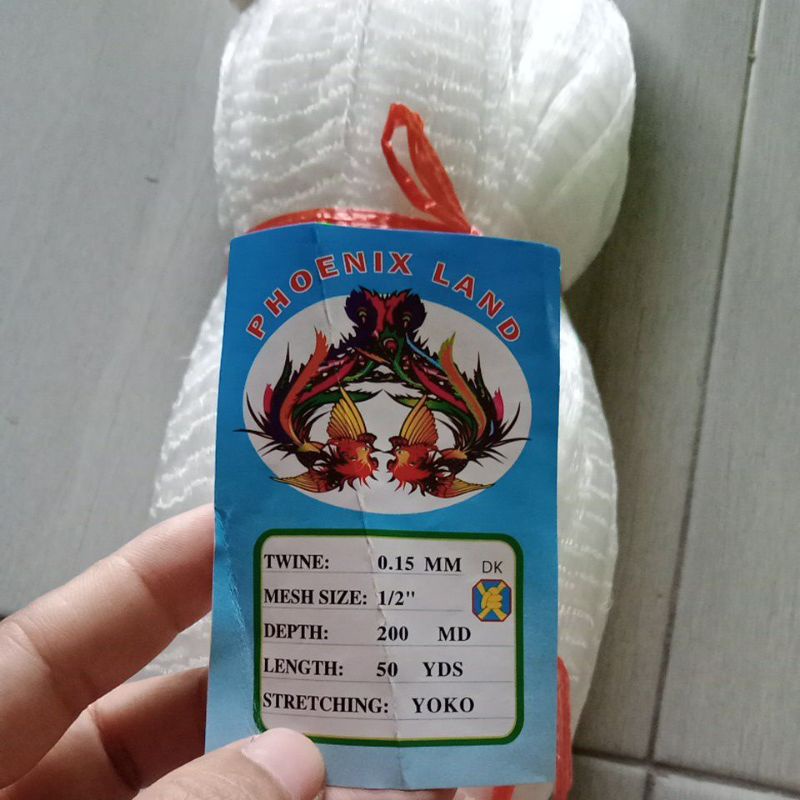 PHOENIX LAND
TWINE: 0.15 MM DK
MESH SIZE: 1/2"
DEPTH: 200 MD
LENGTH: 50 YDS
STRETCHING: YOKO